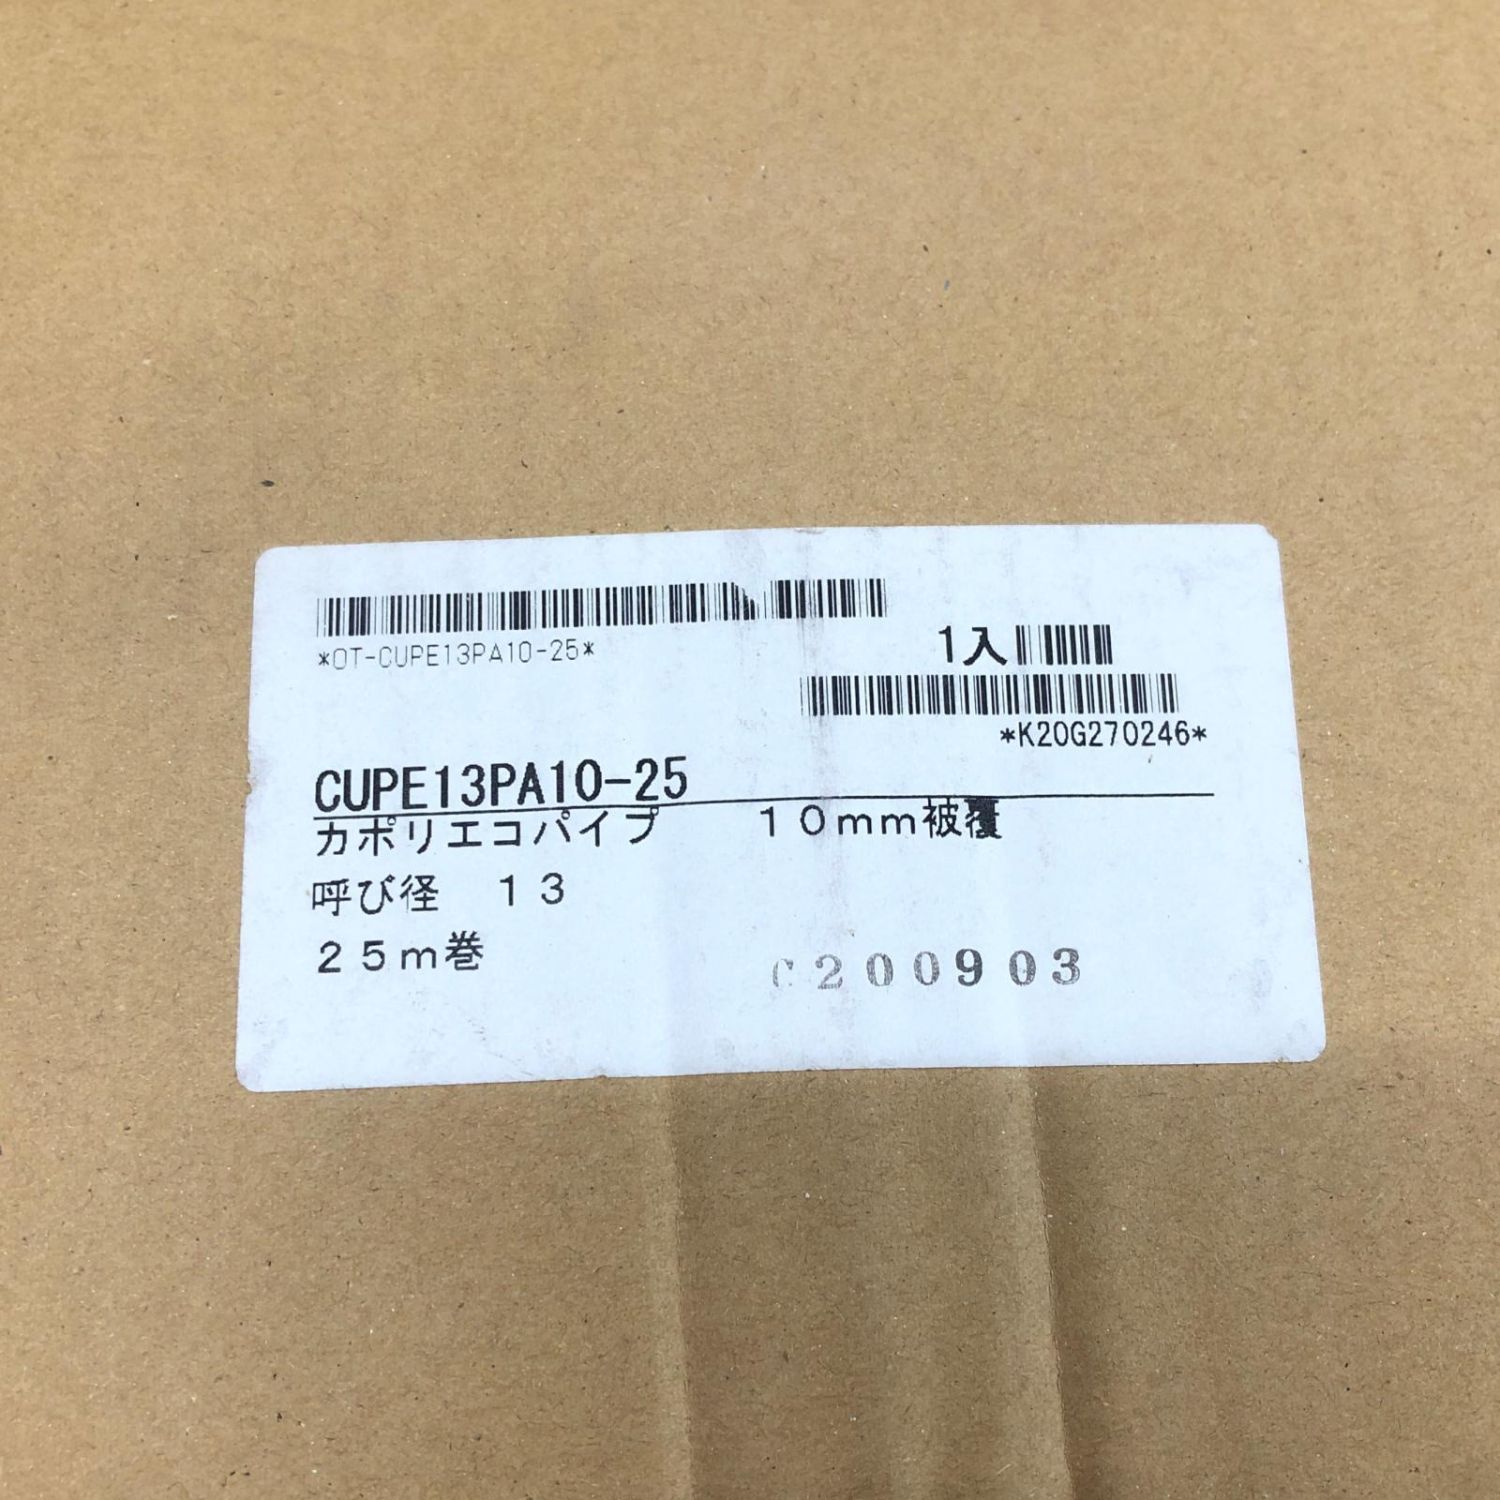 *OT-CUPE13PA10-25*
1入
*K20G270246*
CUPE13PA10-25
カポリエコパイプ　　10mm被覆
呼び径　13
25m巻
C200903